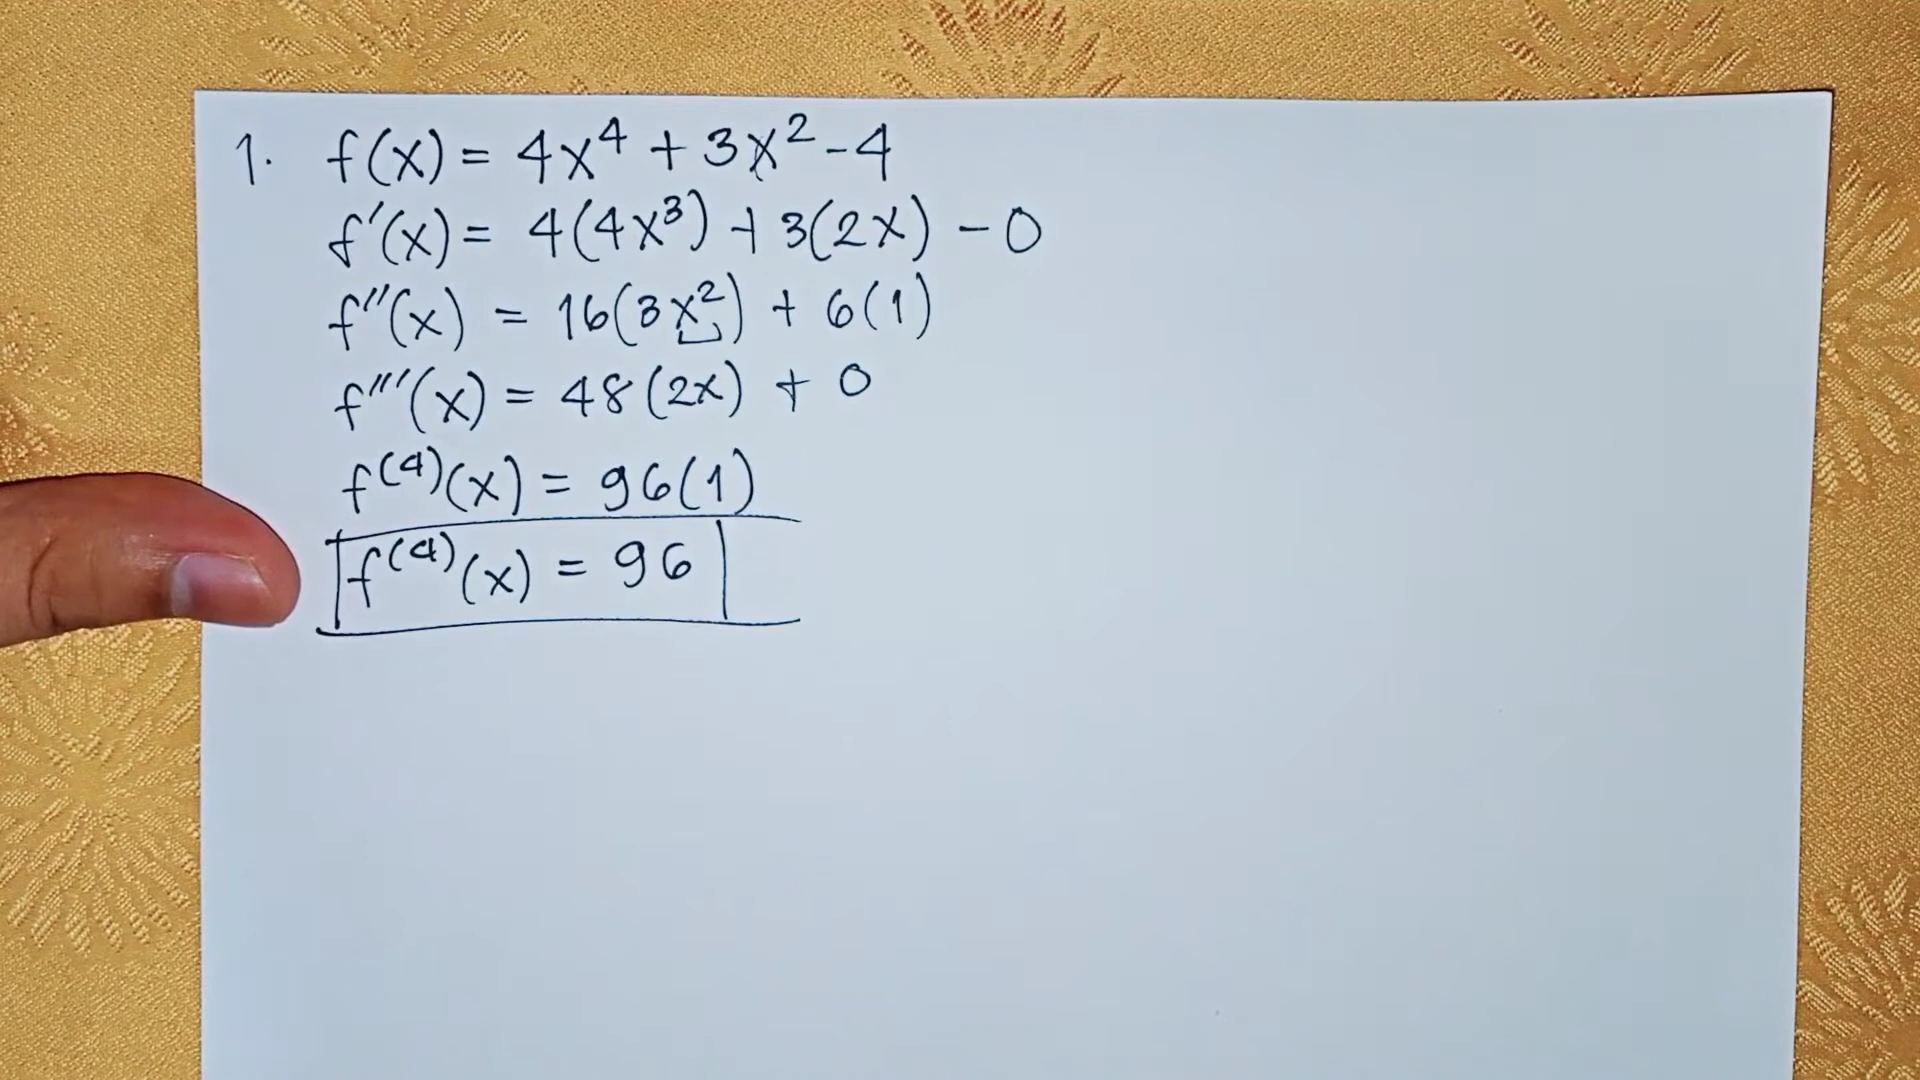 1. f(x) = 4x⁴ + 3x² - 4
f'(x) = 4(4x³) + 3(2x) - 0
f''(x) = 16(3x²) + 6(1)
f'''(x) = 48(2x) + 0
f⁽⁴⁾(x) = 96(1)
f⁽⁴⁾(x) = 96